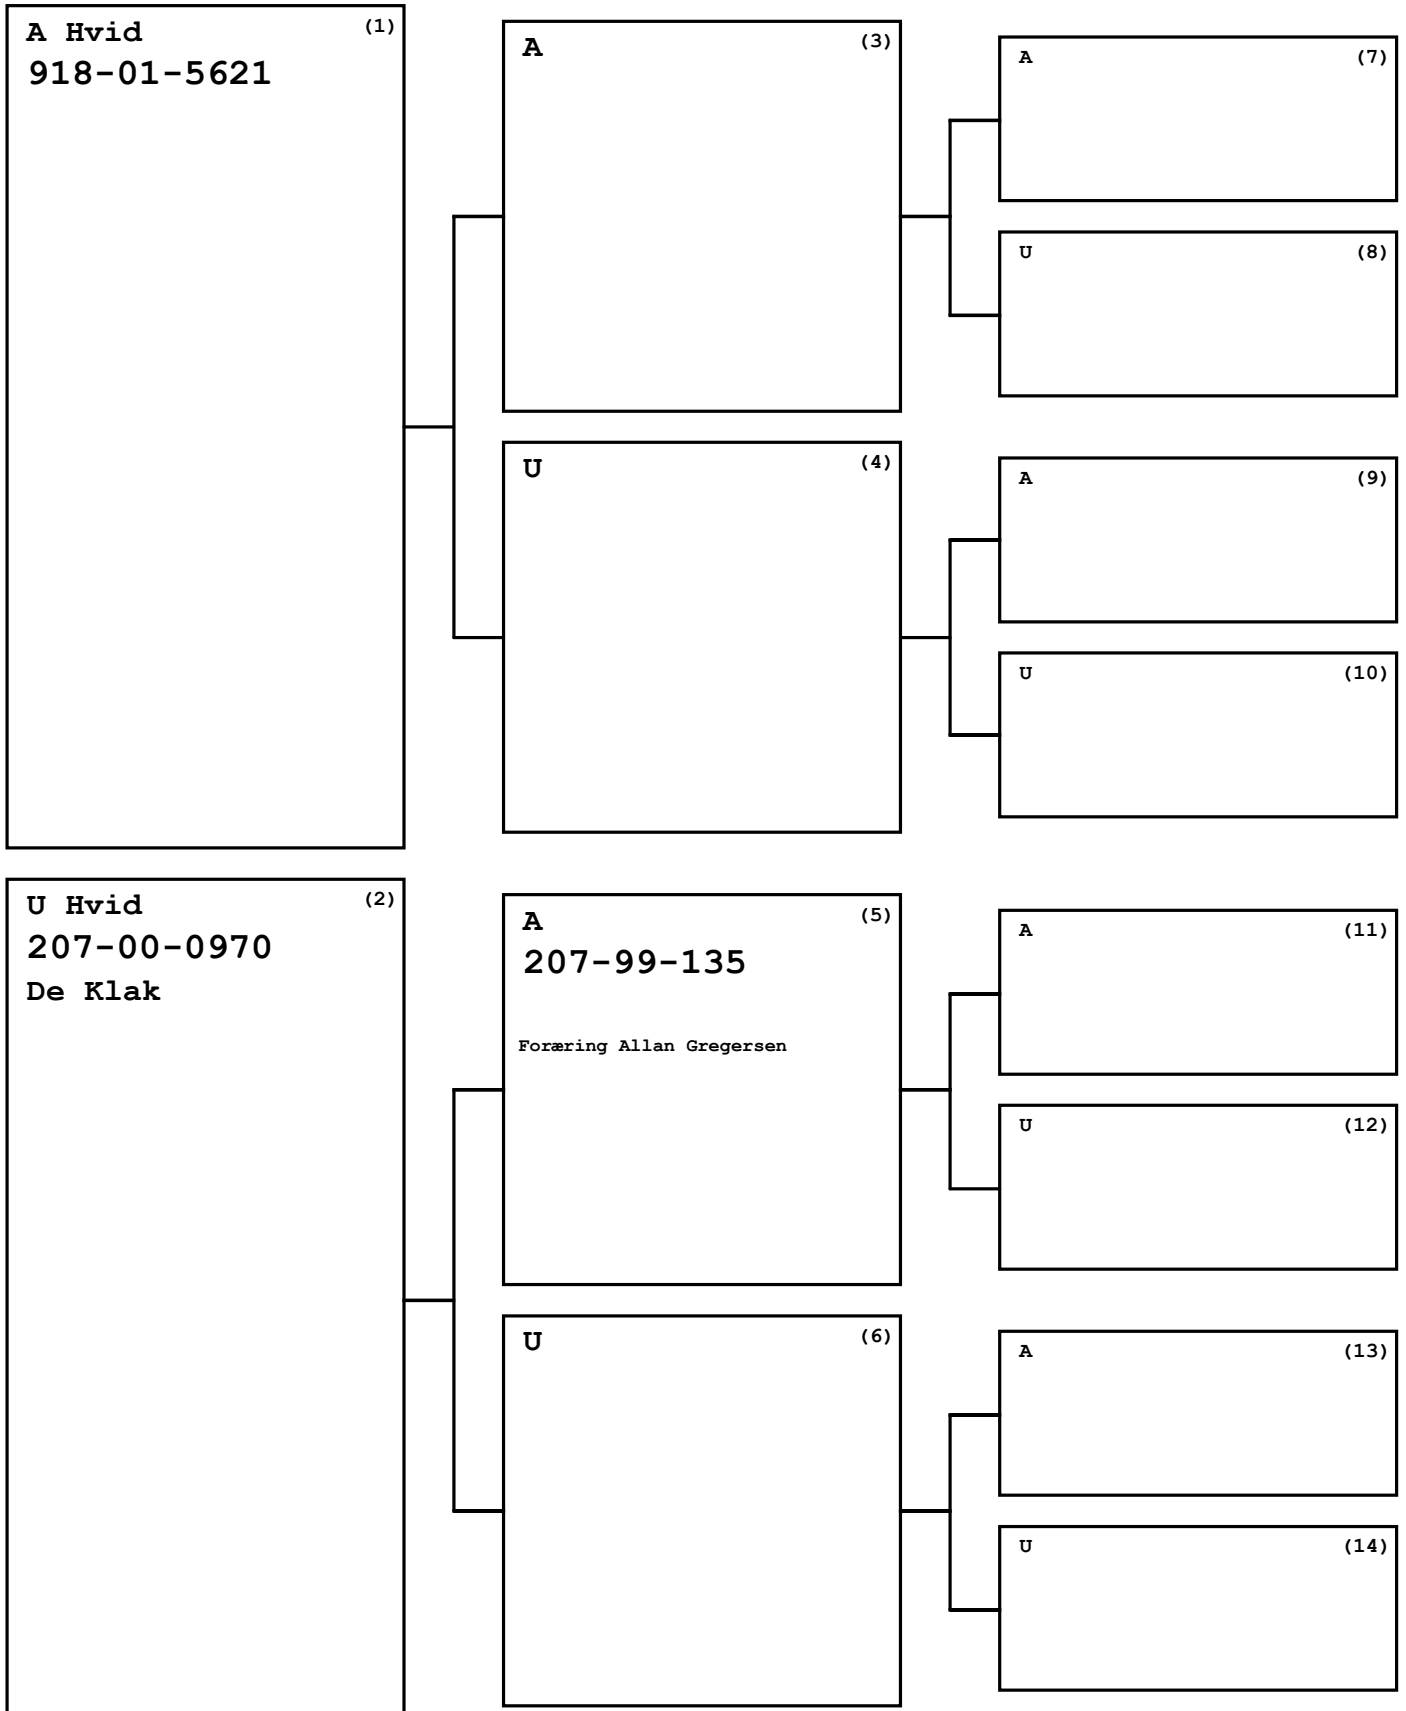 A Hvid (1)
918-01-5621
A (3)
A (7)
U (8)
U (4)
A (9)
U (10)
U Hvid (2)
207-00-0970
De Klak
A (5)
207-99-135
Foræring Allan Gregersen
A (11)
U (12)
U (6)
A (13)
U (14)